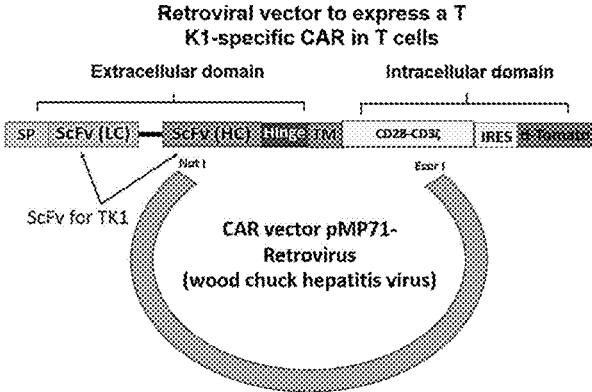 Retroviral vector to express a T
K1-specific CAR in T cells
Extracellular domain
Intracellular domain
SP ScFv (LC) ScFv (HC) Hinge TM CD28-CD3ζ IRES
Not I
ScFv for TK1
CAR vector pMP71-
Retrovirus
(wood chuck hepatitis virus)